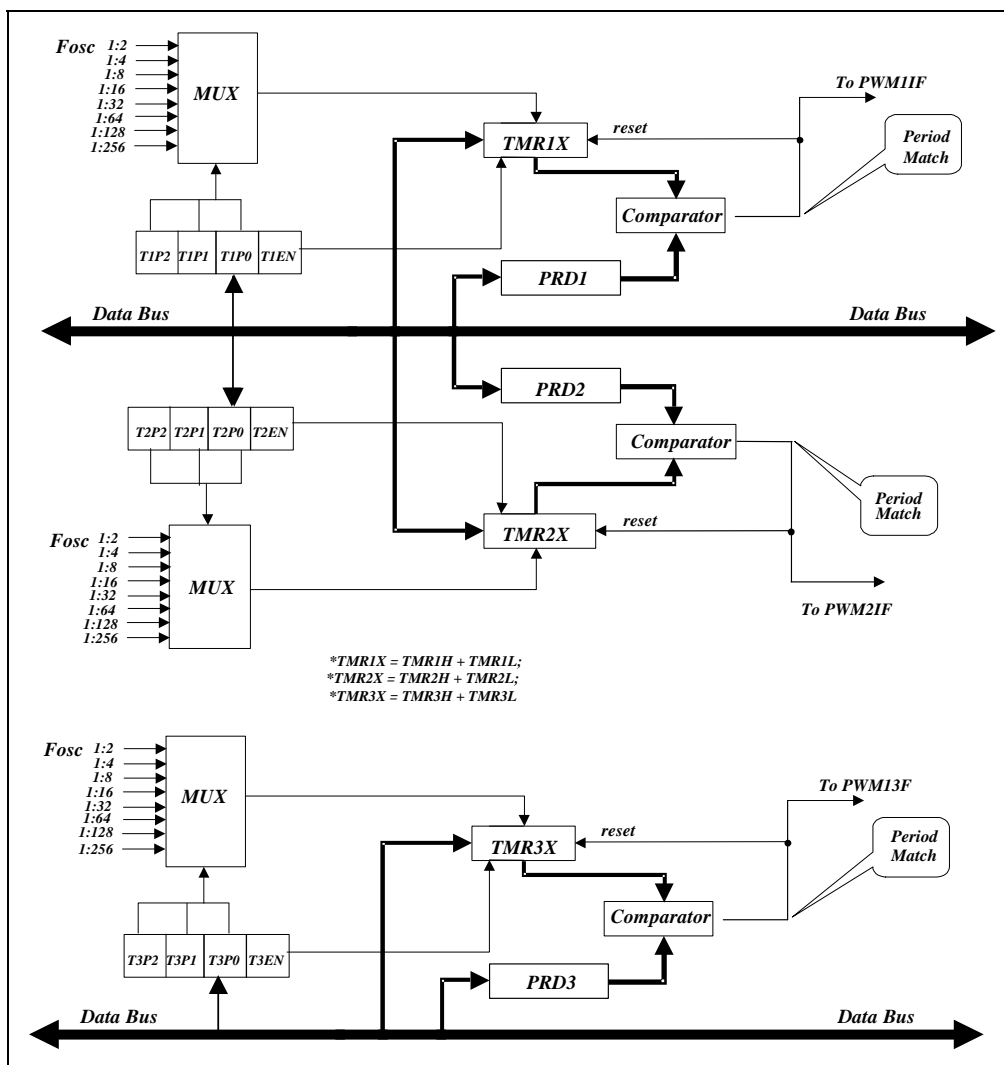 Fosc 1:2
1:4
1:8
1:16
1:32
1:64
1:128
1:256
MUX
To PWM1IF
TMR1X
reset
Period
Match
Comparator
T1P2 T1P1 T1P0 T1EN
PRD1
Data Bus
Data Bus
PRD2
T2P2 T2P1 T2P0 T2EN
Comparator
Period
Match
TMR2X
reset
Fosc 1:2
1:4
1:8
1:16
1:32
1:64
1:128
1:256
MUX
To PWM2IF
*TMR1X = TMR1H + TMR1L;
*TMR2X = TMR2H + TMR2L;
*TMR3X = TMR3H + TMR3L
Fosc 1:2
1:4
1:8
1:16
1:32
1:64
1:128
1:256
MUX
To PWM13F
TMR3X
reset
Period
Match
Comparator
T3P2 T3P1 T3P0 T3EN
PRD3
Data Bus
Data Bus